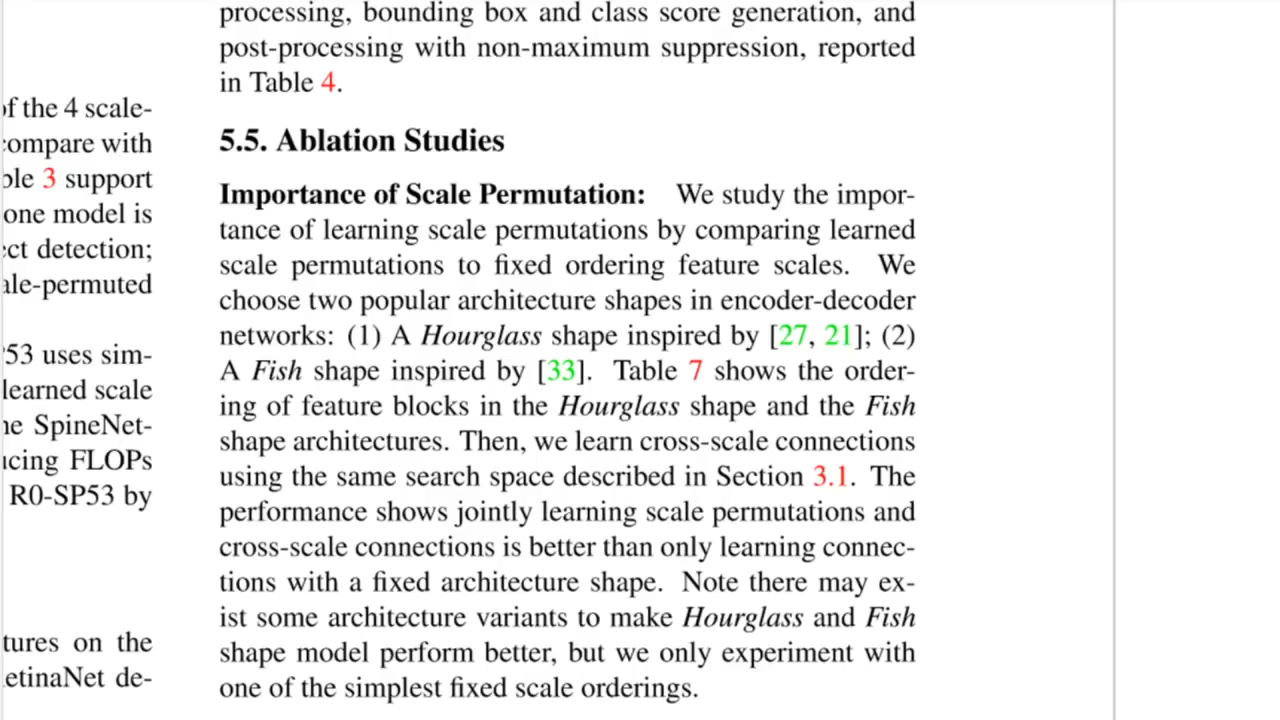 of the 4 scale-
compare with
3 support
one model is
detection;
53 uses sim-
learned scale
SpineNet-
FLOPs
R0-SP53 by
on the
de-
processing, bounding box and class score generation, and
post-processing with non-maximum suppression, reported
in Table 4.
5.5. Ablation Studies
Importance of Scale Permutation: We study the impor-
tance of learning scale permutations by comparing learned
scale permutations to fixed ordering feature scales. We
choose two popular architecture shapes in encoder-decoder
networks: (1) A Hourglass shape inspired by [27, 21]; (2)
A Fish shape inspired by [33]. Table 7 shows the order-
ing of feature blocks in the Hourglass shape and the Fish
shape architectures. Then, we learn cross-scale connections
using the same search space described in Section 3.1. The
performance shows jointly learning scale permutations and
cross-scale connections is better than only learning connec-
tions with a fixed architecture shape. Note there may ex-
ist some architecture variants to make Hourglass and Fish
shape model perform better, but we only experiment with
one of the simplest fixed scale orderings.